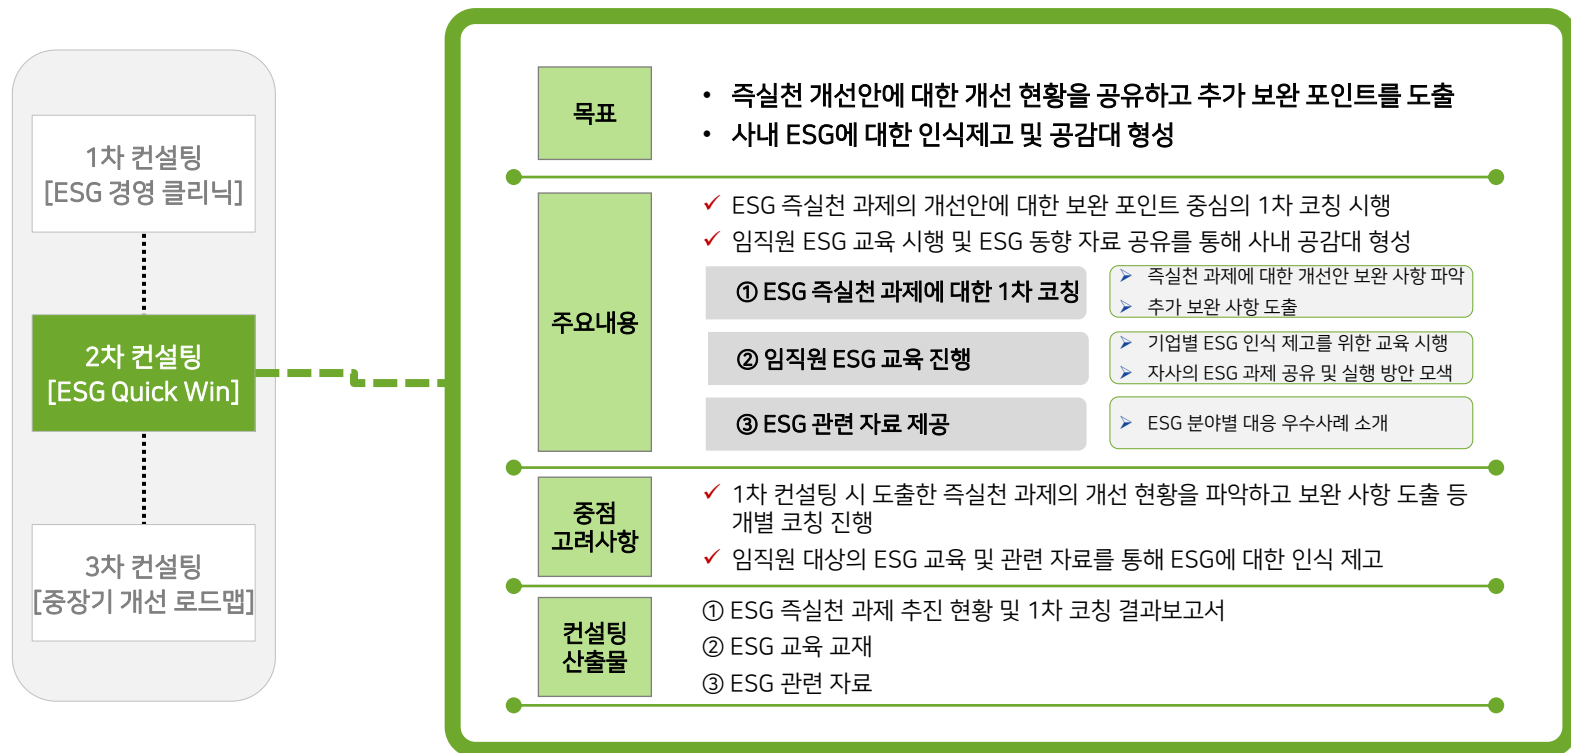 1차 컨설팅
[ESG 경영 클리닉]
2차 컨설팅
[ESG Quick Win]
3차 컨설팅
[중장기 개선 로드맵]
목표
• 즉실천 개선안에 대한 개선 현황을 공유하고 추가 보완 포인트를 도출
• 사내 ESG에 대한 인식제고 및 공감대 형성
주요내용
✓ ESG 즉실천 과제의 개선안에 대한 보완 포인트 중심의 1차 코칭 시행
✓ 임직원 ESG 교육 시행 및 ESG 동향 자료 공유를 통해 사내 공감대 형성
① ESG 즉실천 과제에 대한 1차 코칭
➢ 즉실천 과제에 대한 개선안 보완 사항 파악
➢ 추가 보완 사항 도출
② 임직원 ESG 교육 진행
➢ 기업별 ESG 인식 제고를 위한 교육 시행
➢ 자사의 ESG 과제 공유 및 실행 방안 모색
③ ESG 관련 자료 제공
➢ ESG 분야별 대응 우수사례 소개
중점
고려사항
✓ 1차 컨설팅 시 도출한 즉실천 과제의 개선 현황을 파악하고 보완 사항 도출 등
개별 코칭 진행
✓ 임직원 대상의 ESG 교육 및 관련 자료를 통해 ESG에 대한 인식 제고
컨설팅
산출물
① ESG 즉실천 과제 추진 현황 및 1차 코칭 결과보고서
② ESG 교육 교재
③ ESG 관련 자료